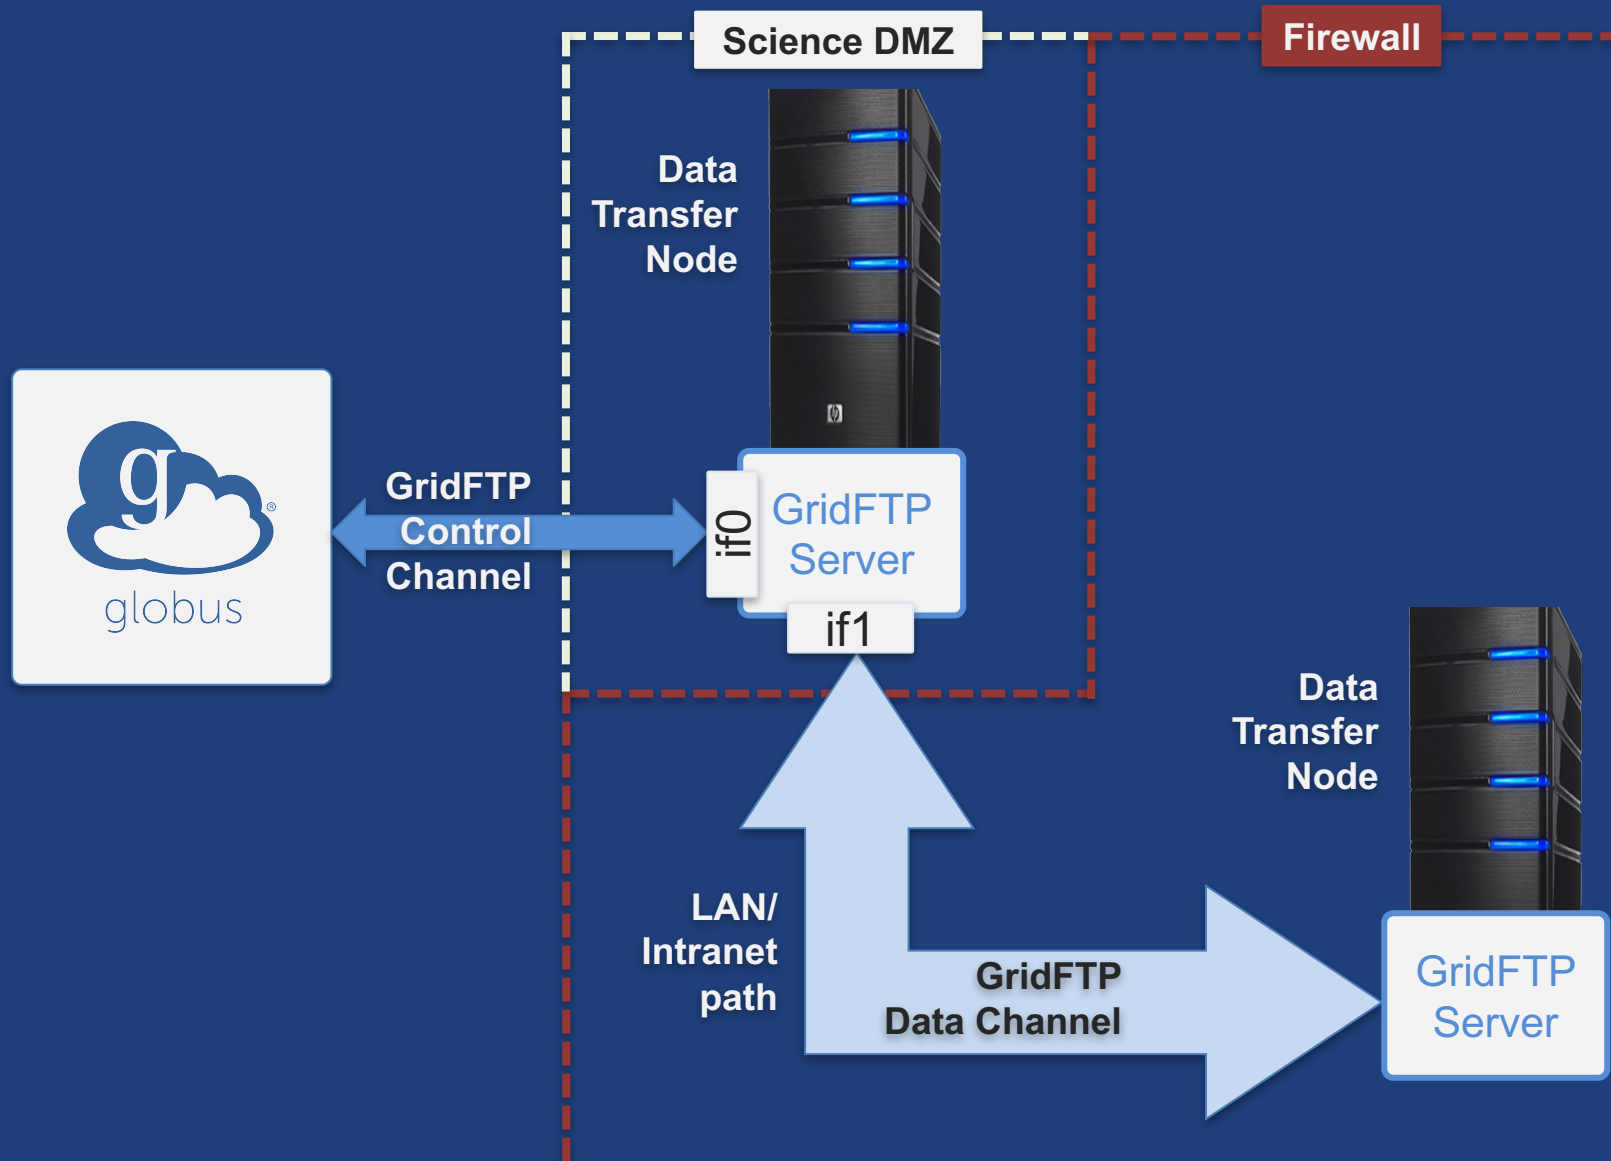 Science DMZ
Firewall
Data
Transfer
Node
GridFTP
Control
Channel
g
®
globus
if0
GridFTP
Server
if1
Data
Transfer
Node
LAN/
Intranet
path
GridFTP
Data Channel
GridFTP
Server